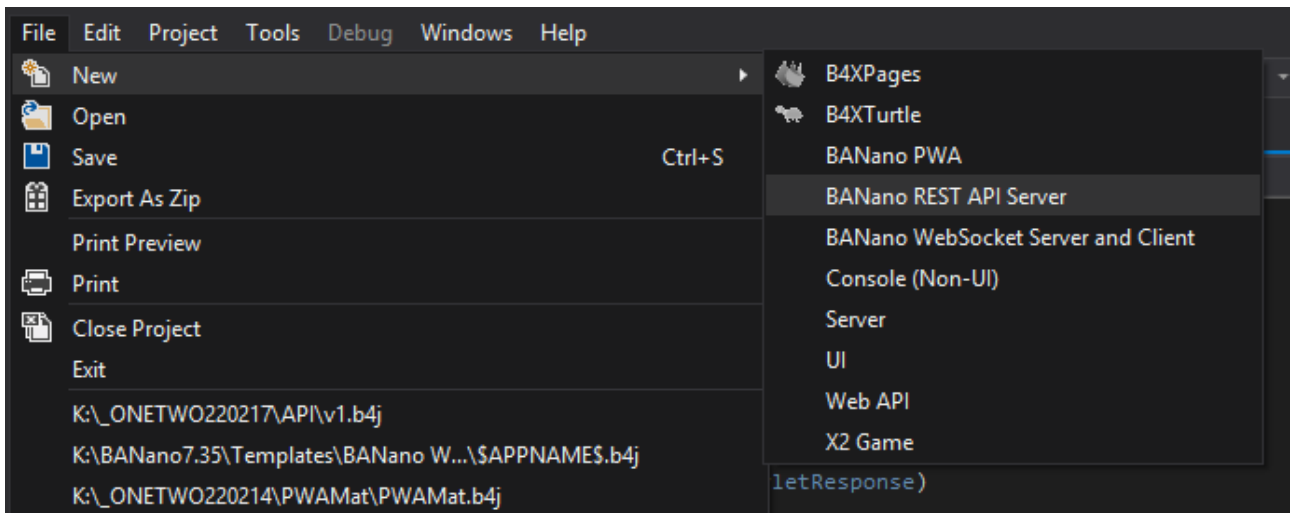 File Edit Project Tools Debug Windows Help
New
Open
Save Ctrl+S
Export As Zip
Print Preview
Print
Close Project
Exit
K:\_ONETWO220217\API\v1.b4j
K:\BANano7.35\Templates\BANano W...\$APPNAME$.b4j
K:\_ONETWO220214\PWAMat\PWAMat.b4j
B4XPages
B4XTurtle
BANano PWA
BANano REST API Server
BANano WebSocket Server and Client
Console (Non-UI)
Server
UI
Web API
X2 Game
letResponse)